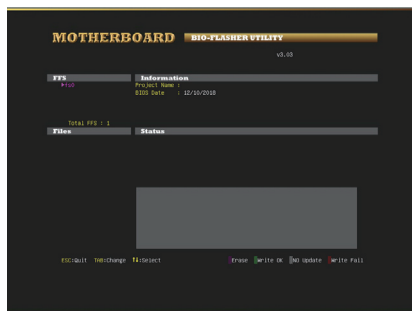 MOTHERBOARD BIO-FLASHER UTILITY
v3.03
FFS Information
fs0 Project Name :
BIOS Date : 12/10/2018
Total FFS : 1
Files Status
ESC:Quit TAB:Change ↑↓:Select Erase Write OK NO Update Write Fail